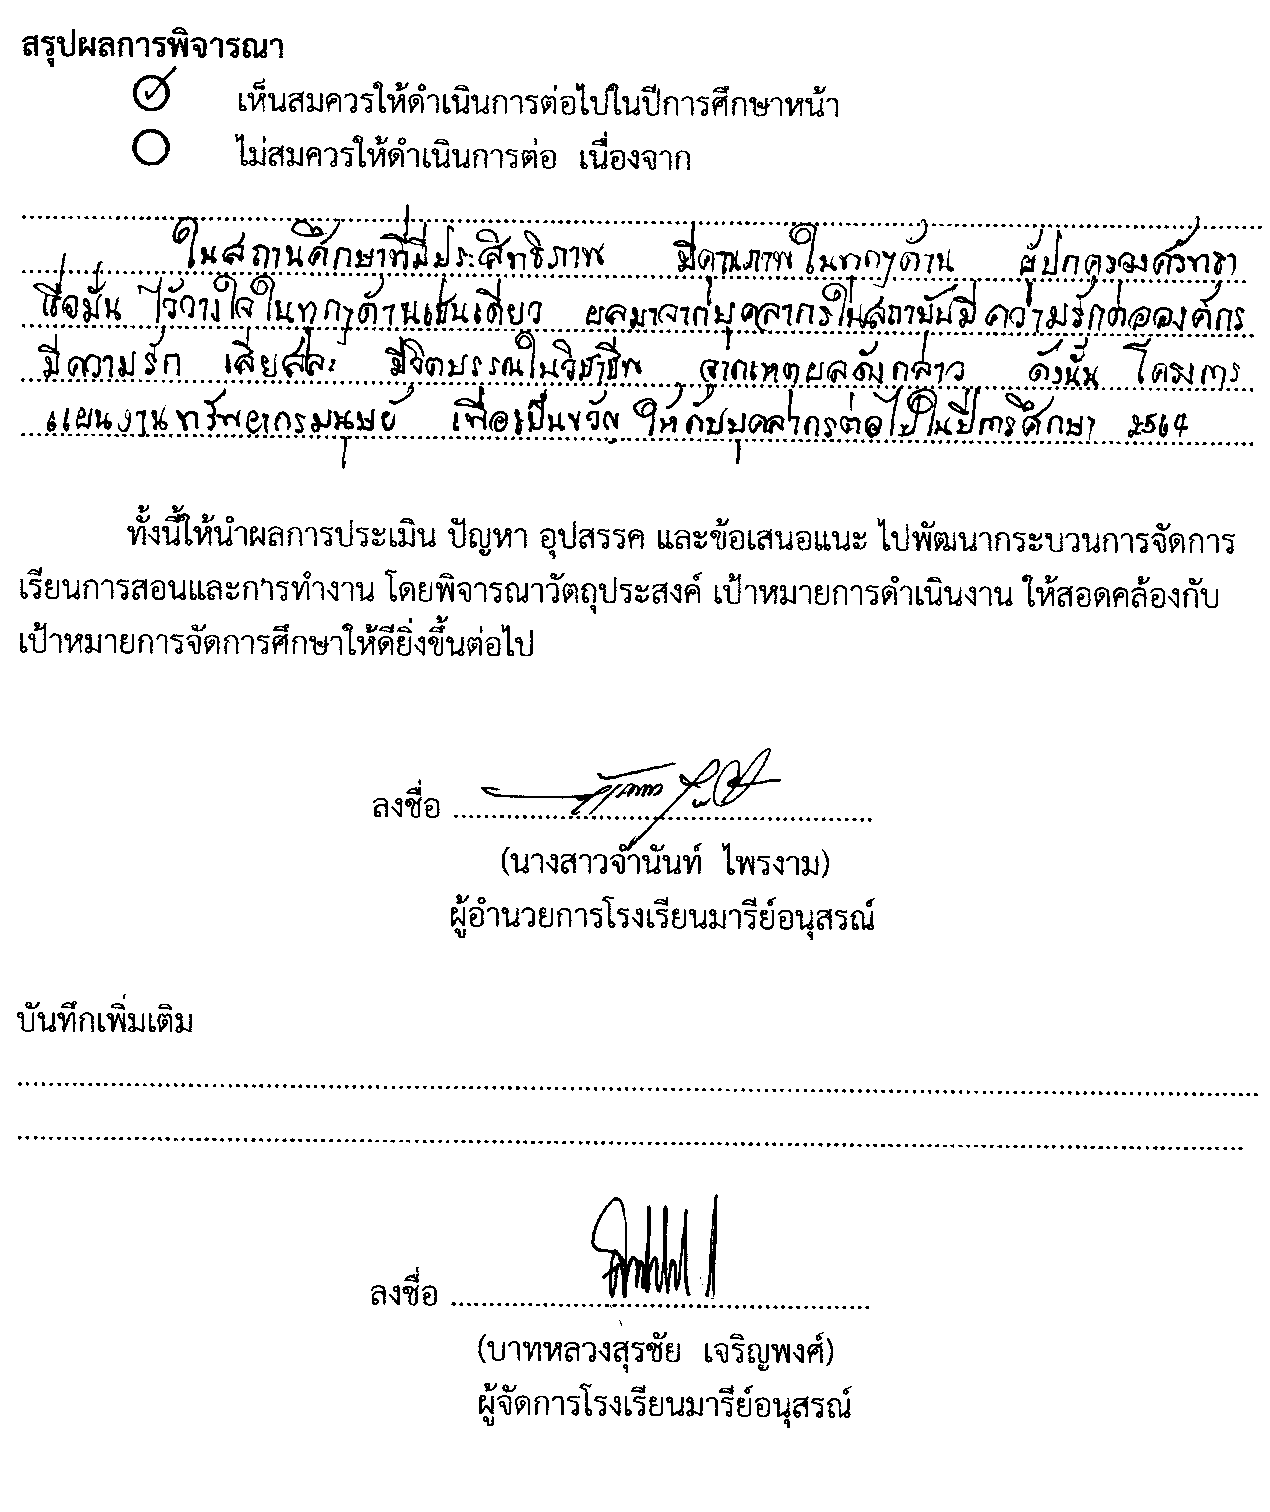 สรุปผลการพิจารณา
เห็นสมควรให้ดำเนินการต่อไปในปีการศึกษาหน้า
ไม่สมควรให้ดำเนินการต่อ เนื่องจาก
ในสถานศึกษาที่มีประสิทธิภาพ มีคุณภาพในทุกๆด้าน ผู้ปกครองศรัทธา
เชื่อมั่น ไว้วางใจในทุกๆด้านเช่นเดียว ผลมาจากบุคลากรในสถาบันมีความรักต่อองค์กร
มีความรัก เสียสละ มีจิตบรรณในวิชาชีพ จากเหตุผลดังกล่าว ดังนั้น โครงการ
แผนงานทรัพยากรมนุษย์ เพื่อเป็นขวัญ ให้กับบุคลากรต่อไปในปีการศึกษา 2564
ทั้งนี้ให้นำผลการประเมิน ปัญหา อุปสรรค และข้อเสนอแนะ ไปพัฒนากระบวนการจัดการ
เรียนการสอนและการทำงาน โดยพิจารณาวัตถุประสงค์ เป้าหมายการดำเนินงาน ให้สอดคล้องกับ
เป้าหมายการจัดการศึกษาให้ดียิ่งขึ้นต่อไป
ลงชื่อ
(นางสาวจำนันท์ ไพรงาม)
ผู้อำนวยการโรงเรียนมารีย์อนุสรณ์
บันทึกเพิ่มเติม
ลงชื่อ
(บาทหลวงสุรชัย เจริญพงศ์)
ผู้จัดการโรงเรียนมารีย์อนุสรณ์